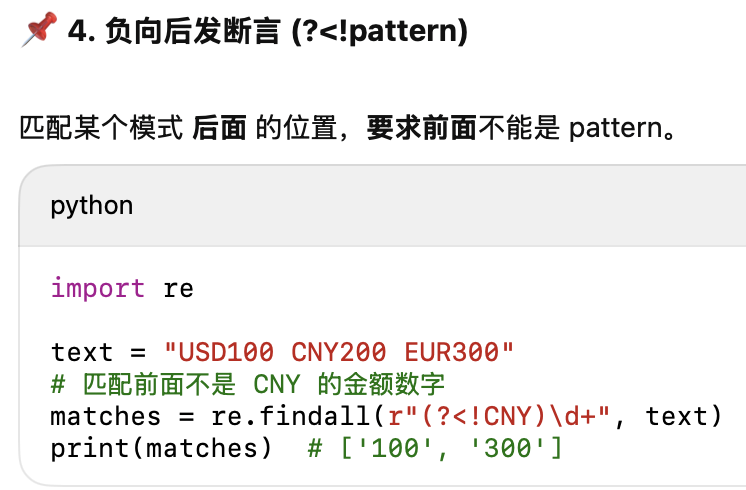 📌 4. 负向后发断言 (?<!pattern)
匹配某个模式 后面 的位置，要求前面不能是 pattern。
python
import re
text = "USD100 CNY200 EUR300"
# 匹配前面不是 CNY 的金额数字
matches = re.findall(r"(?<!CNY)\d+", text)
print(matches)  # ['100', '300']